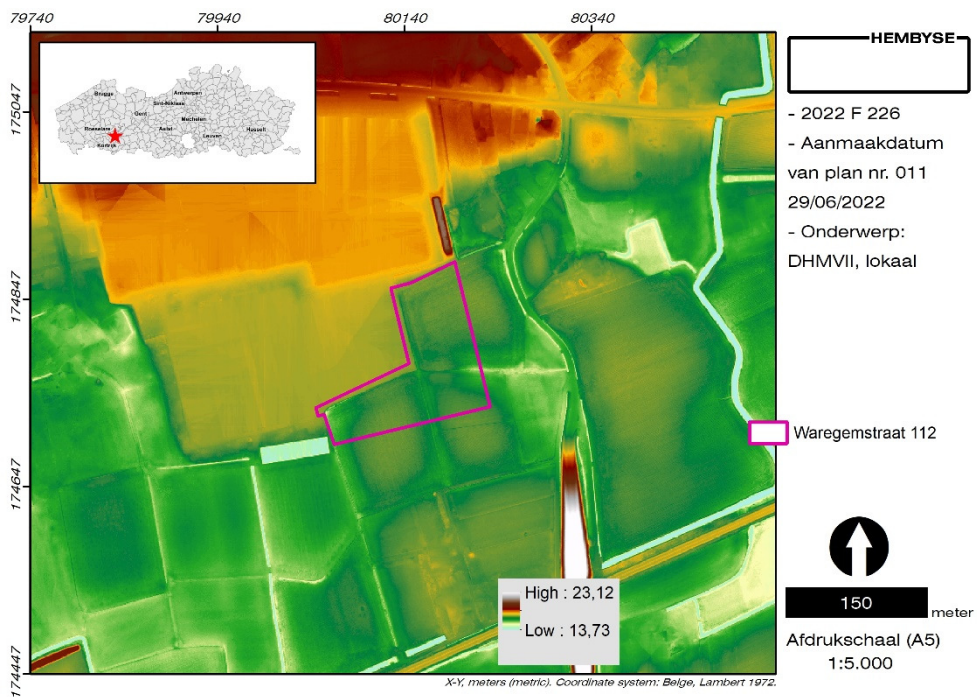 79740 79940 80140 80340
175047
174847
174647
174447
Brugge
Antwerpen
Sint-Niklaas
Gent
Mechelen
Roeselare
Aalst
Leuven
Hasselt
Kortrijk
HEMBYSE
- 2022 F 226
- Aanmaakdatum
van plan nr. 011
29/06/2022
- Onderwerp:
DHMVII, lokaal
Waregemstraat 112
High : 23,12
Low : 13,73
150 meter
Afdrukschaal (A5)
1:5.000
X-Y, meters (metric). Coordinate system: Belge, Lambert 1972.